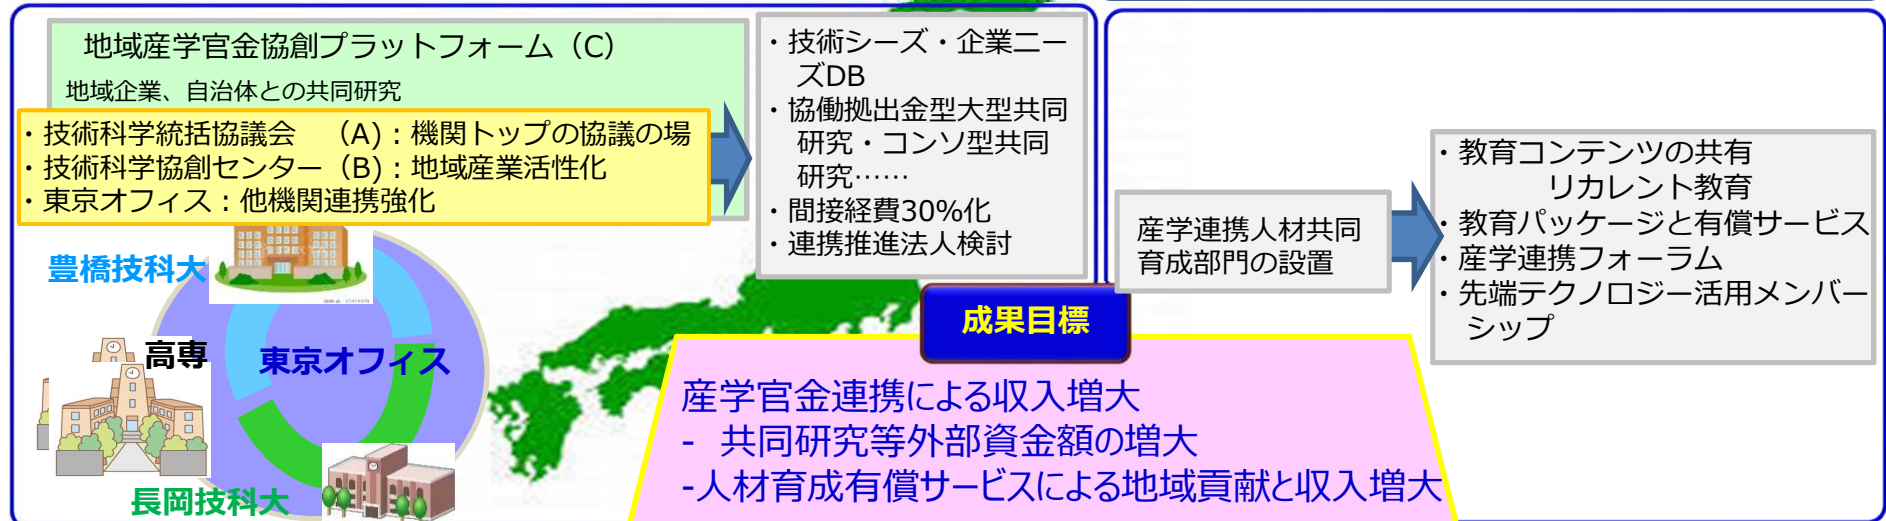 地域産学官金協創プラットフォーム（C）
地域企業、自治体との共同研究
・技術科学統括協議会　（A)：機関トップの協議の場
・技術科学協創センター（B)：地域産業活性化
・東京オフィス：他機関連携強化
・技術シーズ・企業ニー
ズDB
・協働拠出金型大型共同
研究・コンソ型共同
研究……
・間接経費30%化
・連携推進法人検討
産学連携人材共同
育成部門の設置
・教育コンテンツの共有
リカレント教育
・教育パッケージと有償サービス
・産学連携フォーラム
・先端テクノロジー活用メンバー
シップ
豊橋技科大
高専
東京オフィス
長岡技科大
成果目標
産学官金連携による収入増大
- 共同研究等外部資金額の増大
-人材育成有償サービスによる地域貢献と収入増大